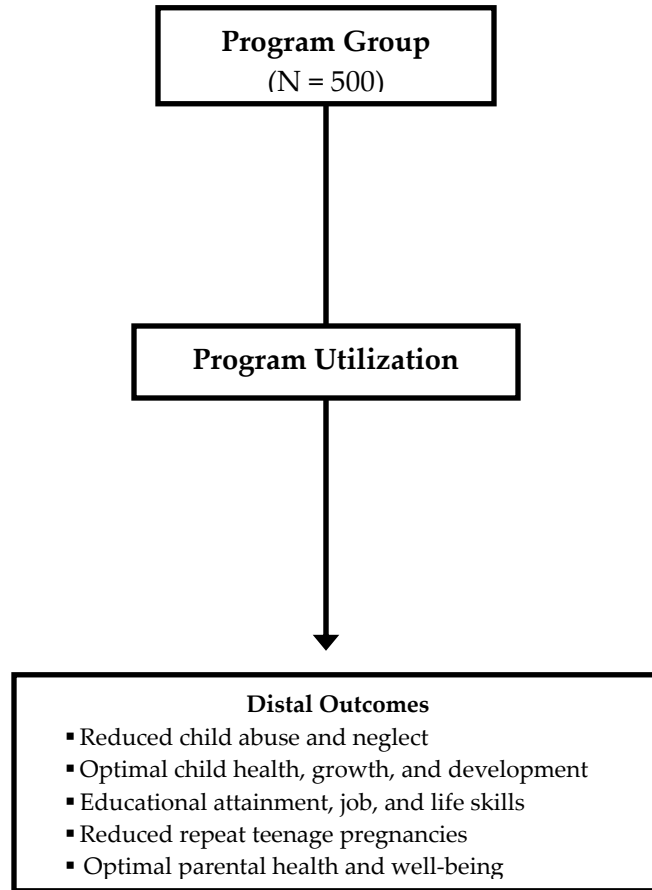 Program Group
(N = 500)
Program Utilization
Distal Outcomes
▪ Reduced child abuse and neglect
▪ Optimal child health, growth, and development
▪ Educational attainment, job, and life skills
▪ Reduced repeat teenage pregnancies
▪ Optimal parental health and well-being